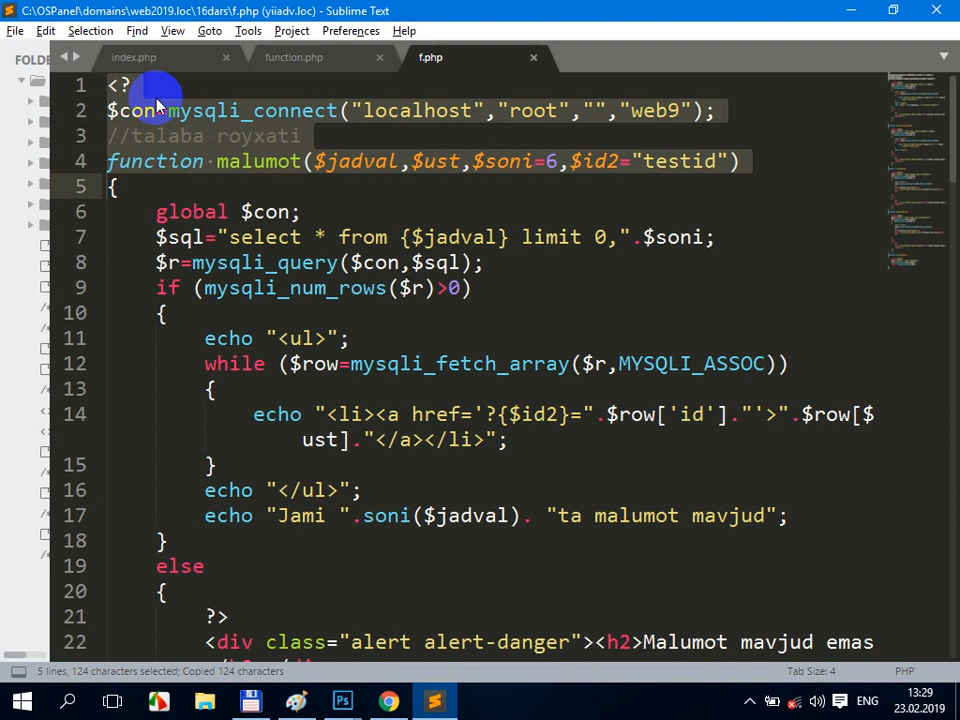 C:\OSPanel\domains\web2019.loc\16dars\f.php (yiiadv.loc) - Sublime Text
File Edit Selection Find View Goto Tools Project Preferences Help
FOLDE index.php function.php f.php
1 <?
2 $con=mysqli_connect("localhost","root","","web9");
3 //talaba royxati
4 function malumot($jadval,$ust,$soni=6,$id2="testid")
5 {
6 global $con;
7 $sql="select * from {$jadval} limit 0,".$soni;
8 $r=mysqli_query($con,$sql);
9 if (mysqli_num_rows($r)>0)
10 {
11 echo "<ul>";
12 while ($row=mysqli_fetch_array($r,MYSQLI_ASSOC))
13 {
14 echo "<li><a href='?{$id2}=".$row['id']."'>".$row[$
ust]."</a></li>";
15 }
16 echo "</ul>";
17 echo "Jami ".soni($jadval). "ta malumot mavjud";
18 }
19 else
20 {
21 ?>
22 <div class="alert alert-danger"><h2>Malumot mavjud emas
5 lines, 124 characters selected; Copied 124 characters Tab Size: 4 PHP
ENG 13:29
23.02.2019